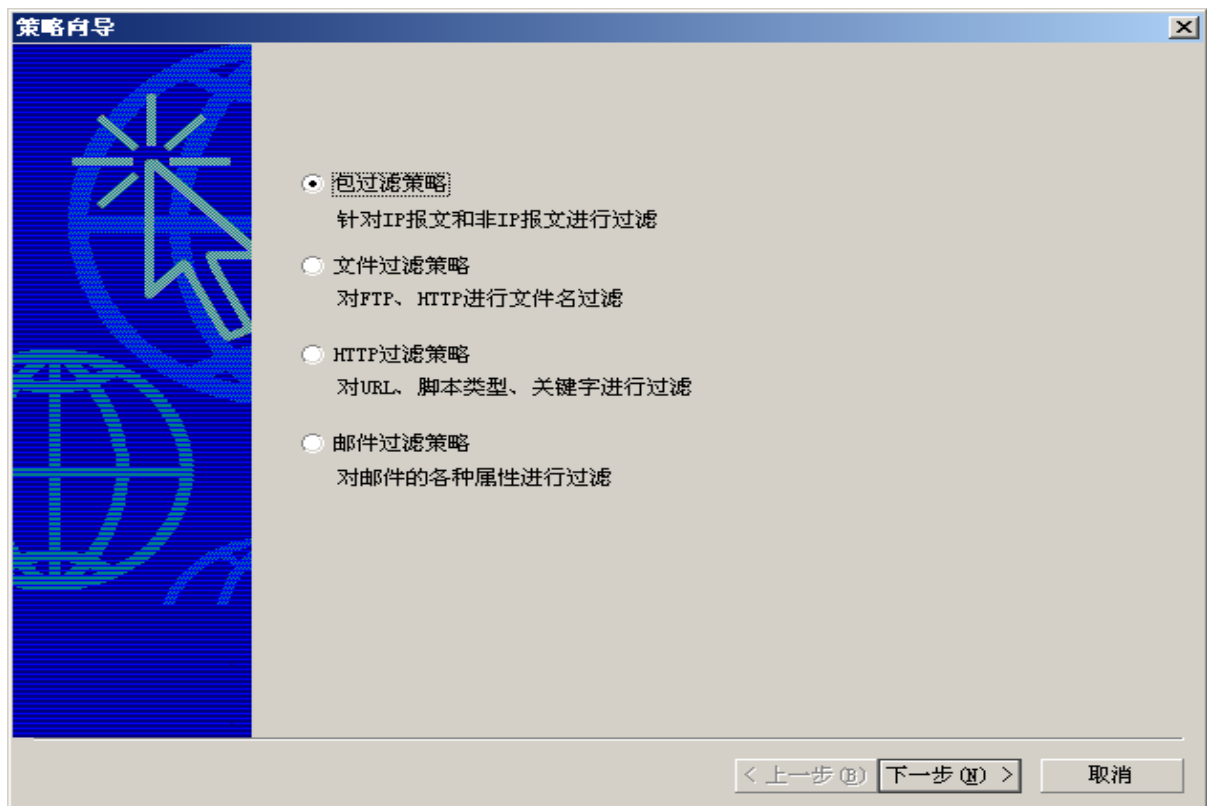 策略向导
包过滤策略
针对IP报文和非IP报文进行过滤
文件过滤策略
对FTP、HTTP进行文件名过滤
HTTP过滤策略
对URL、脚本类型、关键字进行过滤
邮件过滤策略
对邮件的各种属性进行过滤
< 上一步(B) 下一步(N) > 取消